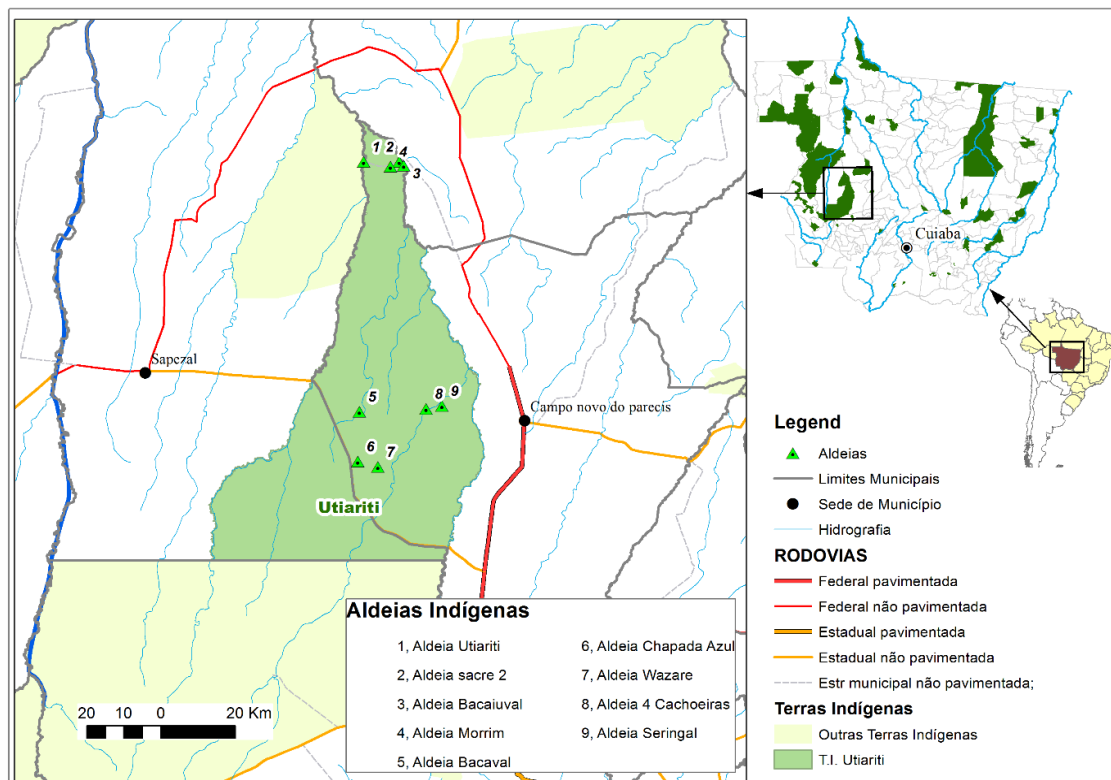 1
2
4
3
Sapezal
5
8
9
Campo novo do parecis
6
7
Utiariti
Aldeias Indígenas
1, Aldeia Utiriti
2, Aldeia sacre 2
3, Aldeia Bacaiuval
4, Aldeia Morrim
5, Aldeia Bacaval
6, Aldeia Chapada Azul
7, Aldeia Wazare
8, Aldeia 4 Cachoeiras
9, Aldeia Seringal
20 10 0 20 Km
Cuiaba
Legend
Aldeias
Limites Municipais
Sede de Município
Hidrografia
RODOVIAS
Federal pavimentada
Federal não pavimentada
Estadual pavimentada
Estadual não pavimentada
Estr municipal não pavimentada;
Terras Indígenas
Outras Terras Indígenas
T.I. Utiariti